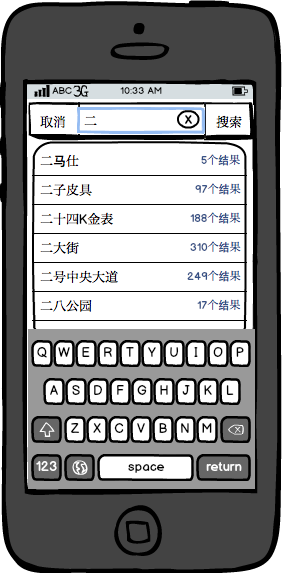 ABC 3G 10:33 AM
取消 二 X 搜索
二马仕 5个结果
二子皮具 97个结果
二十四K金表 188个结果
二大街 310个结果
二号中央大道 249个结果
二八公园 17个结果
Q W E R T Y U I O P
A S D F G H J K L
Z X C V B N M
123 space return